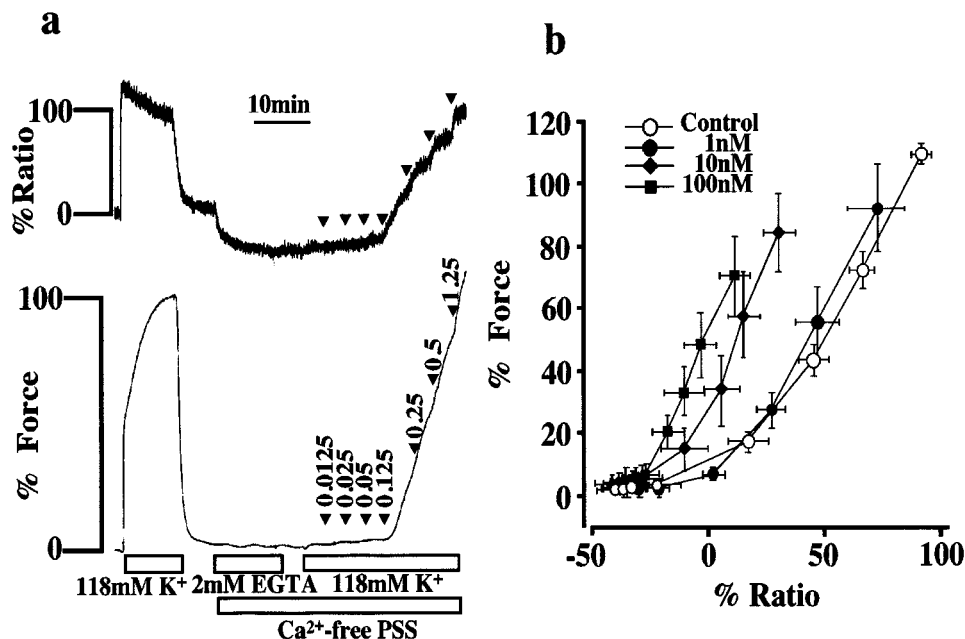 a
10min
100
0
%Ratio
100
0
% Force
0.0125
0.025
0.05
0.125
0.25
0.5
1.25
118mM K⁺
2mM EGTA
118mM K⁺
Ca²⁺-free PSS
b
Control
1nM
10nM
100nM
120
100
80
60
40
20
0
% Force
-50
0
50
100
% Ratio